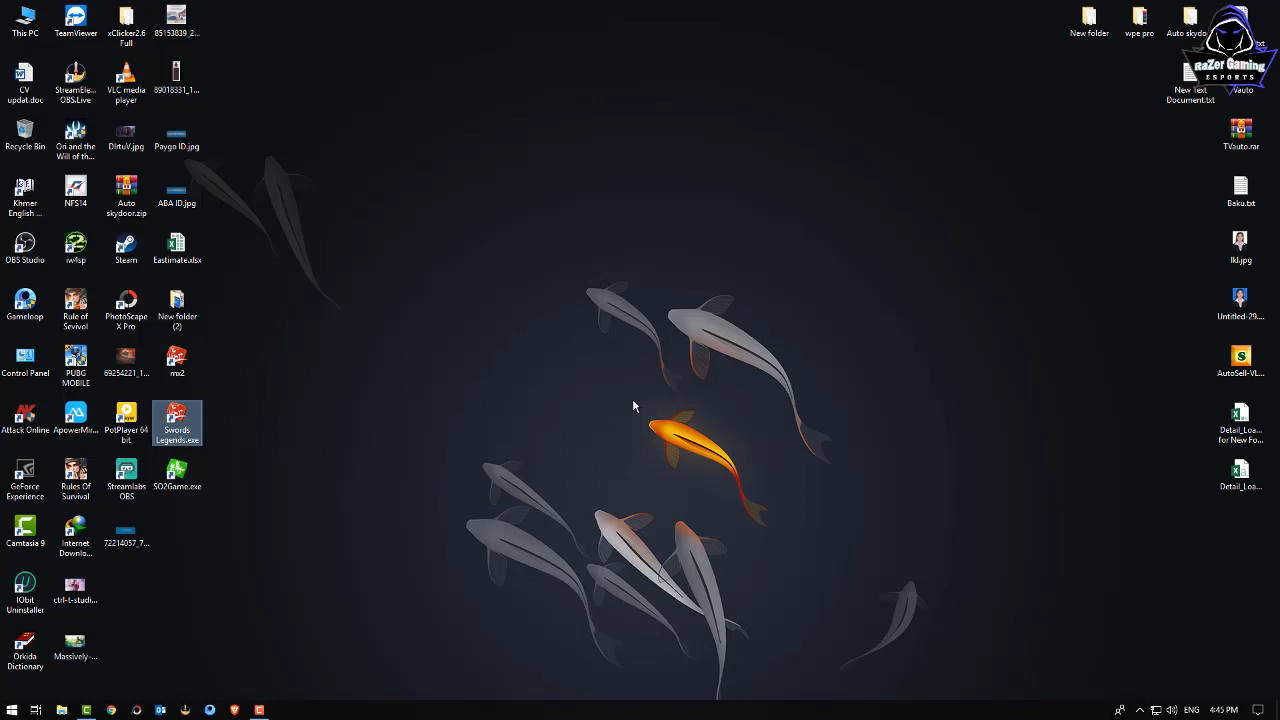 This PC
TeamViewer
xClicker2.6
Full
85153839_2...
CV
updat.doc
StreamEle...
OBS.Live
VLC media
player
89018331_1...
Recycle Bin
Ori and the
Will of th...
DIrtuV.jpg
Paygo ID.jpg
Khmer
English ...
NFS14
Auto
skydoor.zip
ABA ID.jpg
OBS Studio
iw4sp
Steam
Eastimate.xlsx
Gameloop
Rule of
Sevivol
PhotoScape
X Pro
New folder
(2)
Control Panel
PUBG
MOBILE
69254221_1...
mx2
Attack Online
ApowerMir...
PotPlayer 64
bit
Swords
Legends.exe
GeForce
Experience
Rules Of
Survival
Streamlabs
OBS
SO2Game.exe
Camtasia 9
Internet
Downlo...
72214057_7...
IObit
Uninstaller
ctrl-t-studi...
Orkida
Dictionary
Massively-...
New folder
wpe pro
Auto skydo
RaZer Gaming
ESPORTS
New Text
Document.txt
Vauto
TVauto.rar
Baku.txt
lkl.jpg
Untitled-29...
AutoSell-VL...
Detail_Loa...
for New Fo...
Detail_Loa...
ENG
4:45 PM